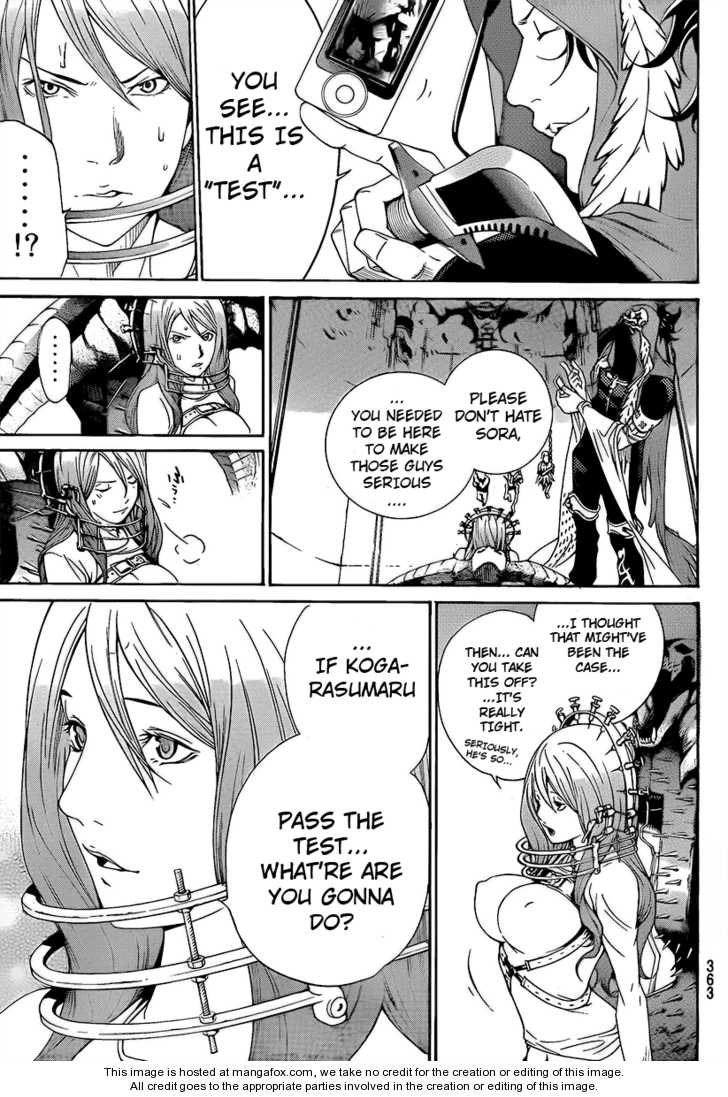 YOU
SEE...
THIS IS
A
"TEST"...
......!?
PLEASE
DON'T HATE
SORA,
...
YOU NEEDED
TO BE HERE
TO MAKE
THOSE GUYS
SERIOUS
....
......
...I THOUGHT
THAT MIGHT'VE
BEEN THE
CASE...
THEN... CAN
YOU TAKE
THIS OFF?
...IT'S
REALLY
TIGHT.
SERIOUSLY,
HE'S SO...
...
IF KOGA-
RASUMARU
PASS THE
TEST...
WHAT'RE ARE
YOU GONNA
DO?
363
This image is hosted at mangafox.com, we take no credit for the creation or editing of this image.
All credit goes to the appropriate parties involved in the creation or editing of this image.